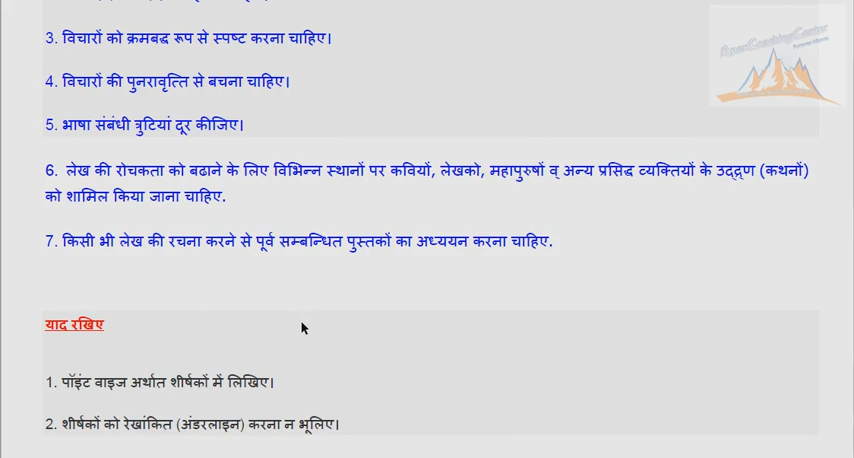 3. विचारों को क्रमबद्ध रूप से स्पष्ट करना चाहिए।
4. विचारों की पुनरावृत्ति से बचना चाहिए।
5. भाषा संबंधी त्रुटियां दूर कीजिए।
6. लेख की रोचकता को बढाने के लिए विभिन्न स्थानों पर कवियों, लेखको, महापुरुषों व् अन्य प्रसिद्ध व्यक्तियों के उद्द्रण (कथनों)
को शामिल किया जाना चाहिए.
7. किसी भी लेख की रचना करने से पूर्व सम्बन्धित पुस्तकों का अध्ययन करना चाहिए.
याद रखिए
1. पॉइंट वाइज अर्थात शीर्षकों में लिखिए।
2. शीर्षकों को रेखांकित (अंडरलाइन) करना न भूलिए।